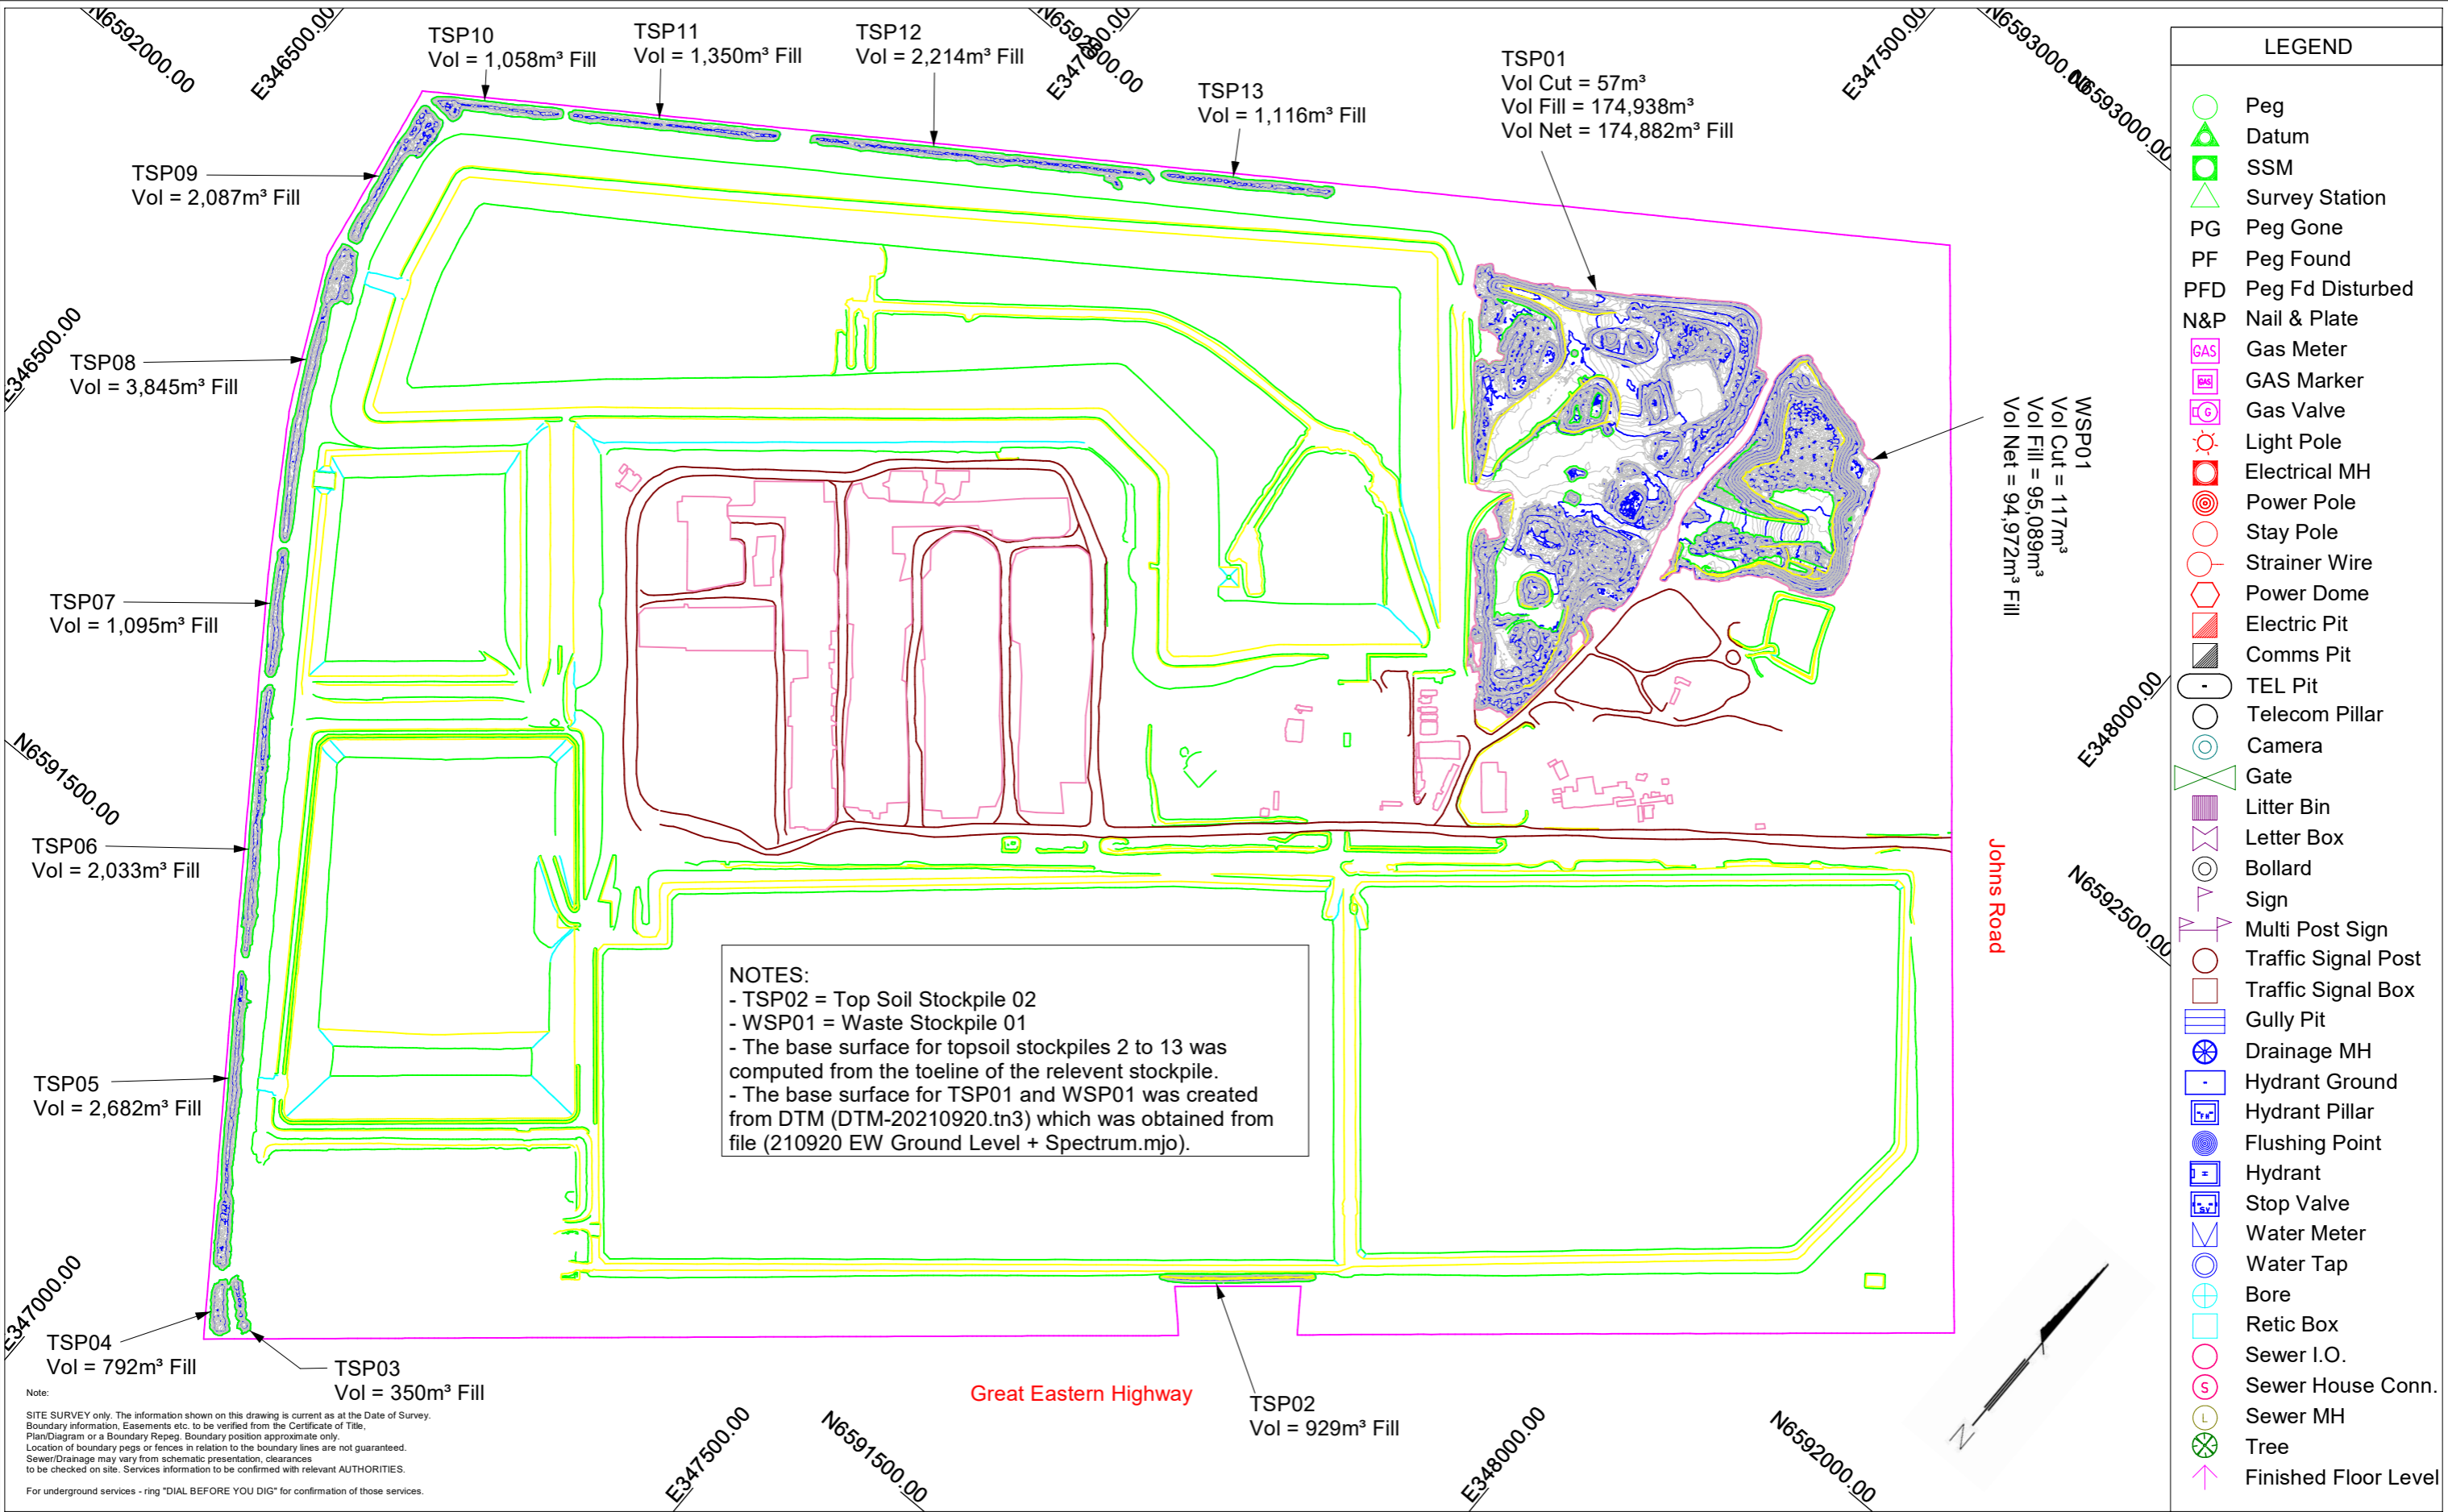 N6592000.00
E346500.00
TSP10
Vol = 1,058m³ Fill
TSP11
Vol = 1,350m³ Fill
TSP12
Vol = 2,214m³ Fill
TSP13
Vol = 1,116m³ Fill
TSP01
Vol Cut = 57m³
Vol Fill = 174,938m³
Vol Net = 174,882m³ Fill
E347500.00
N6593000.00
N6593000.00
TSP09
Vol = 2,087m³ Fill
E346500.00
TSP08
Vol = 3,845m³ Fill
WSP01
Vol Cut = 117m³
Vol Fill = 95,089m³
Vol Net = 94,972m³ Fill
TSP07
Vol = 1,095m³ Fill
E348000.00
N6591500.00
TSP06
Vol = 2,033m³ Fill
Johns Road
N6592500.00
NOTES:
- TSP02 = Top Soil Stockpile 02
- WSP01 = Waste Stockpile 01
- The base surface for topsoil stockpiles 2 to 13 was
computed from the toeline of the relevent stockpile.
- The base surface for TSP01 and WSP01 was created
from DTM (DTM-20210920.tn3) which was obtained from
file (210920 EW Ground Level + Spectrum.mjo).
TSP05
Vol = 2,682m³ Fill
E347000.00
TSP04
Vol = 792m³ Fill
TSP03
Vol = 350m³ Fill
Great Eastern Highway
TSP02
Vol = 929m³ Fill
N
E347500.00
N6591500.00
E348000.00
N6592000.00
Note:
SITE SURVEY only. The information shown on this drawing is current as at the Date of Survey.
Boundary information, Easements etc. to be verified from the Certificate of Title,
Plan/Diagram or a Boundary Repeg. Boundary position approximate only.
Location of boundary pegs or fences in relation to the boundary lines are not guaranteed.
Sewer/Drainage may vary from schematic presentation, clearances
to be checked on site. Services information to be confirmed with relevant AUTHORITIES.
For underground services - ring "DIAL BEFORE YOU DIG" for confirmation of those services.
LEGEND
Peg
Datum
SSM
Survey Station
PG Peg Gone
PF Peg Found
PFD Peg Fd Disturbed
N&P Nail & Plate
GAS Gas Meter
GAS GAS Marker
G Gas Valve
Light Pole
Electrical MH
Power Pole
Stay Pole
Strainer Wire
Power Dome
Electric Pit
Comms Pit
TEL Pit
Telecom Pillar
Camera
Gate
Litter Bin
Letter Box
Bollard
Sign
Multi Post Sign
Traffic Signal Post
Traffic Signal Box
Gully Pit
Drainage MH
Hydrant Ground
FH Hydrant Pillar
Flushing Point
Hydrant
SV Stop Valve
Water Meter
Water Tap
Bore
Retic Box
Sewer I.O.
S Sewer House Conn.
L Sewer MH
Tree
Finished Floor Level